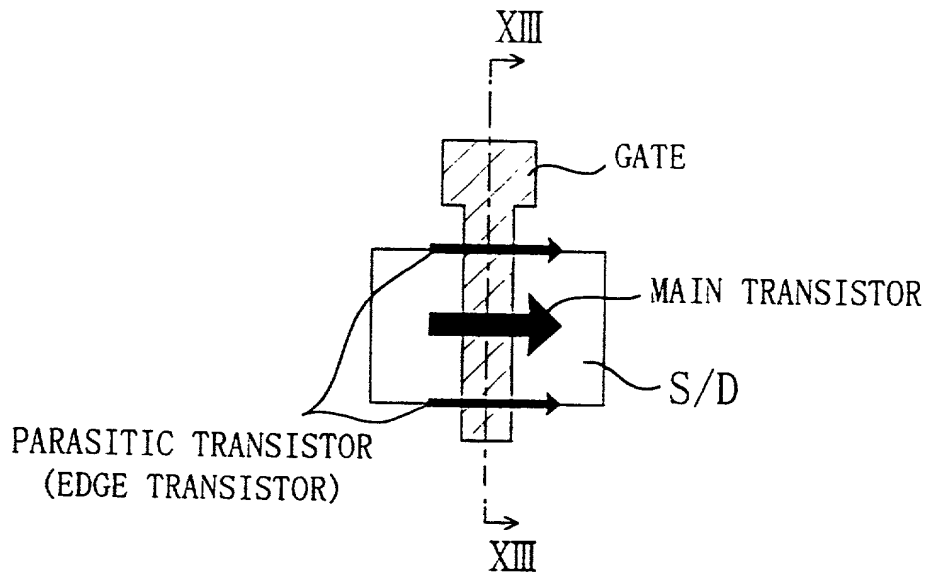 XIII
GATE
MAIN TRANSISTOR
S/D
PARASITIC TRANSISTOR
(EDGE TRANSISTOR)
XIII